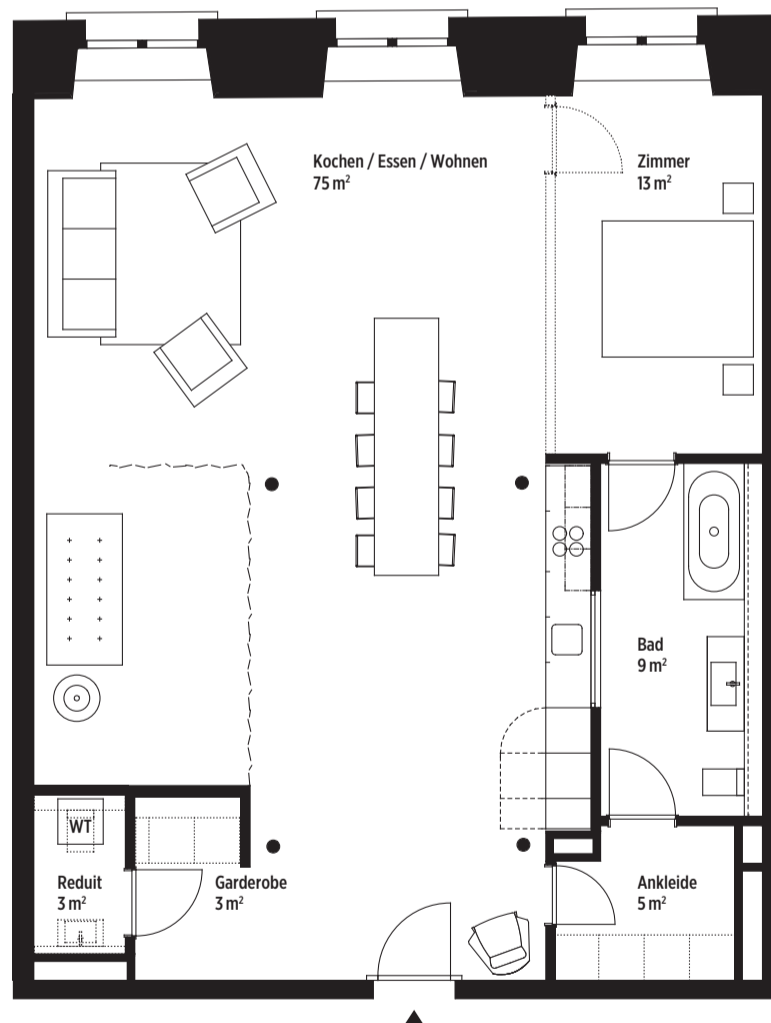 Kochen / Essen / Wohnen
75 m²
Zimmer
13 m²
Bad
9 m²
WT
Reduit
3 m²
Garderobe
3 m²
Ankleide
5 m²